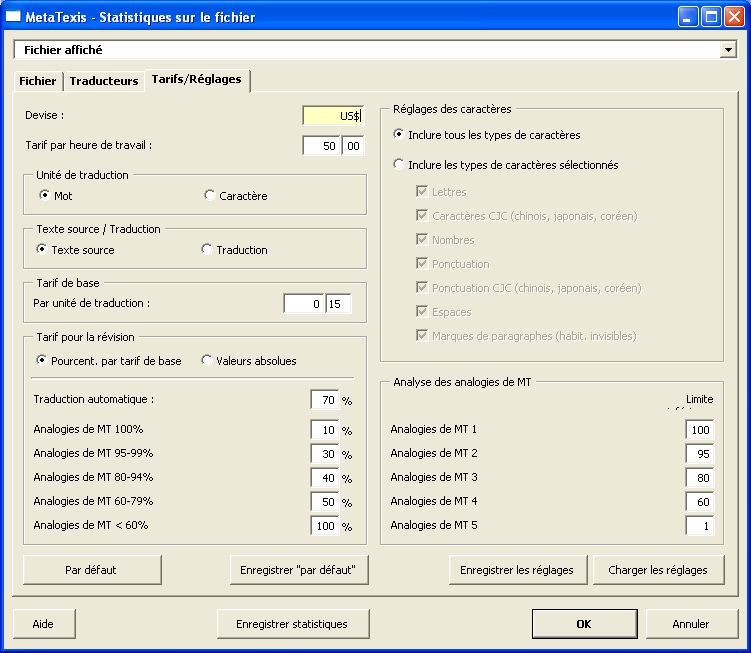 MetaTexis - Statistiques sur le fichier
Fichier affiché
Fichier Traducteurs Tarifs/Réglages
Devise : US$
Tarif par heure de travail : 50 00
Unité de traduction
Mot Caractère
Texte source / Traduction
Texte source Traduction
Tarif de base
Par unité de traduction : 0 15
Tarif pour la révision
Pourcent. par tarif de base Valeurs absolues
Traduction automatique : 70 %
Analogies de MT 100% 10 %
Analogies de MT 95-99% 30 %
Analogies de MT 80-94% 40 %
Analogies de MT 60-79% 50 %
Analogies de MT < 60% 100 %
Réglages des caractères
Inclure tous les types de caractères
Inclure les types de caractères sélectionnés
Lettres
Caractères CJC (chinois, japonais, coréen)
Nombres
Ponctuation
Ponctuation CJC (chinois, japonais, coréen)
Espaces
Marques de paragraphes (habit. invisibles)
Analyse des analogies de MT
Limite
Analogies de MT 1 100
Analogies de MT 2 95
Analogies de MT 3 80
Analogies de MT 4 60
Analogies de MT 5 1
Par défaut Enregistrer "par défaut" Enregistrer les réglages Charger les réglages
Aide Enregistrer statistiques OK Annuler